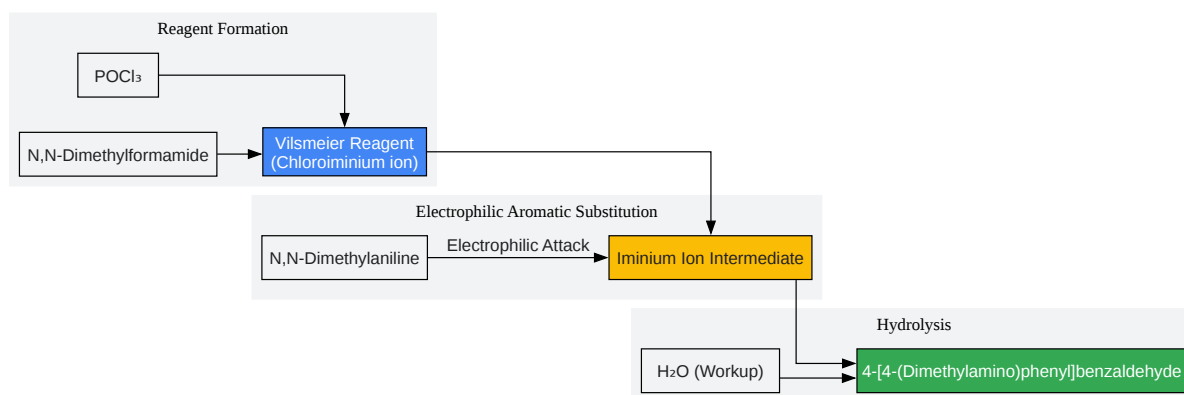 Reagent Formation
POCl₃
N,N-Dimethylformamide
Vilsmeier Reagent
(Chloroiminium ion)
Electrophilic Aromatic Substitution
N,N-Dimethylaniline
Electrophilic Attack
Iminium Ion Intermediate
Hydrolysis
H₂O (Workup)
4-[4-(Dimethylamino)phenyl]benzaldehyde